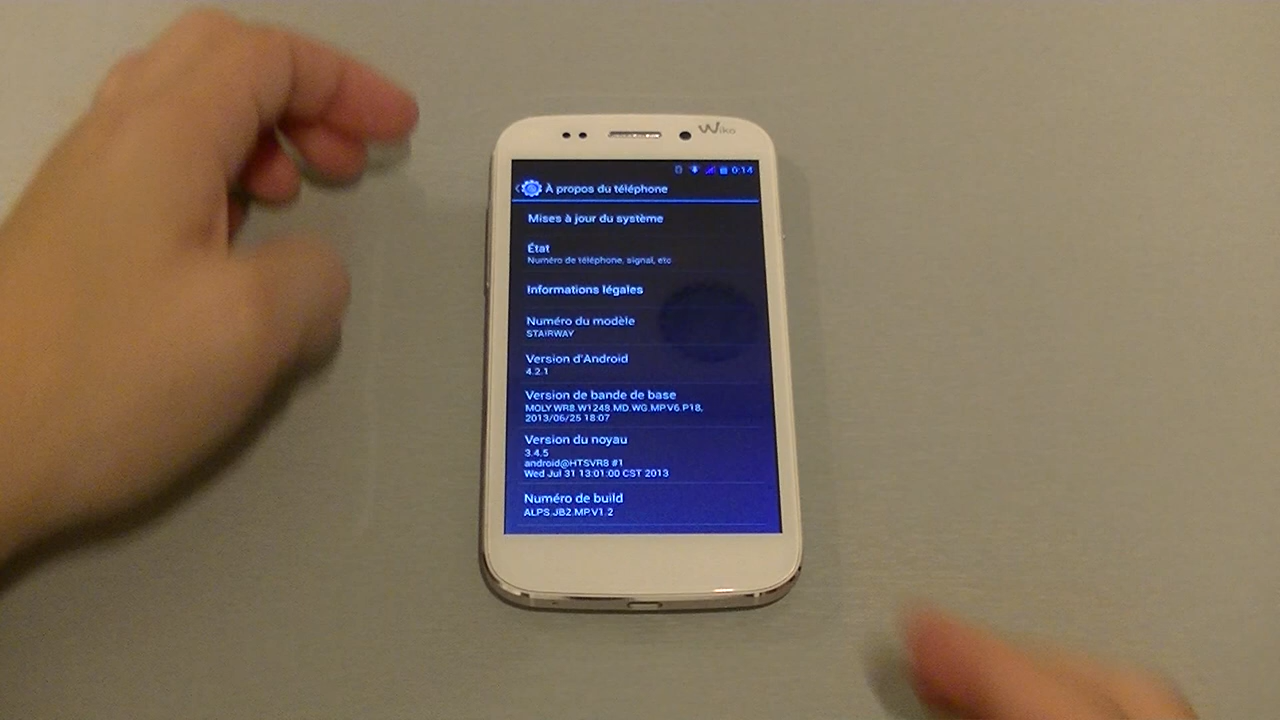 Wiko
0:14
À propos du téléphone
Mises à jour du système
État
Numéro de téléphone, signal, etc
Informations légales
Numéro du modèle
STAIRWAY
Version d'Android
4.2.1
Version de bande de base
MOLY.WR8.W1248.MD.WG.MP.V6.P18,
2013/06/25 18:07
Version du noyau
3.4.5
android@HTSVR8 #1
Wed Jul 31 13:01:00 CST 2013
Numéro de build
ALPS.JB2.MP.V1.2